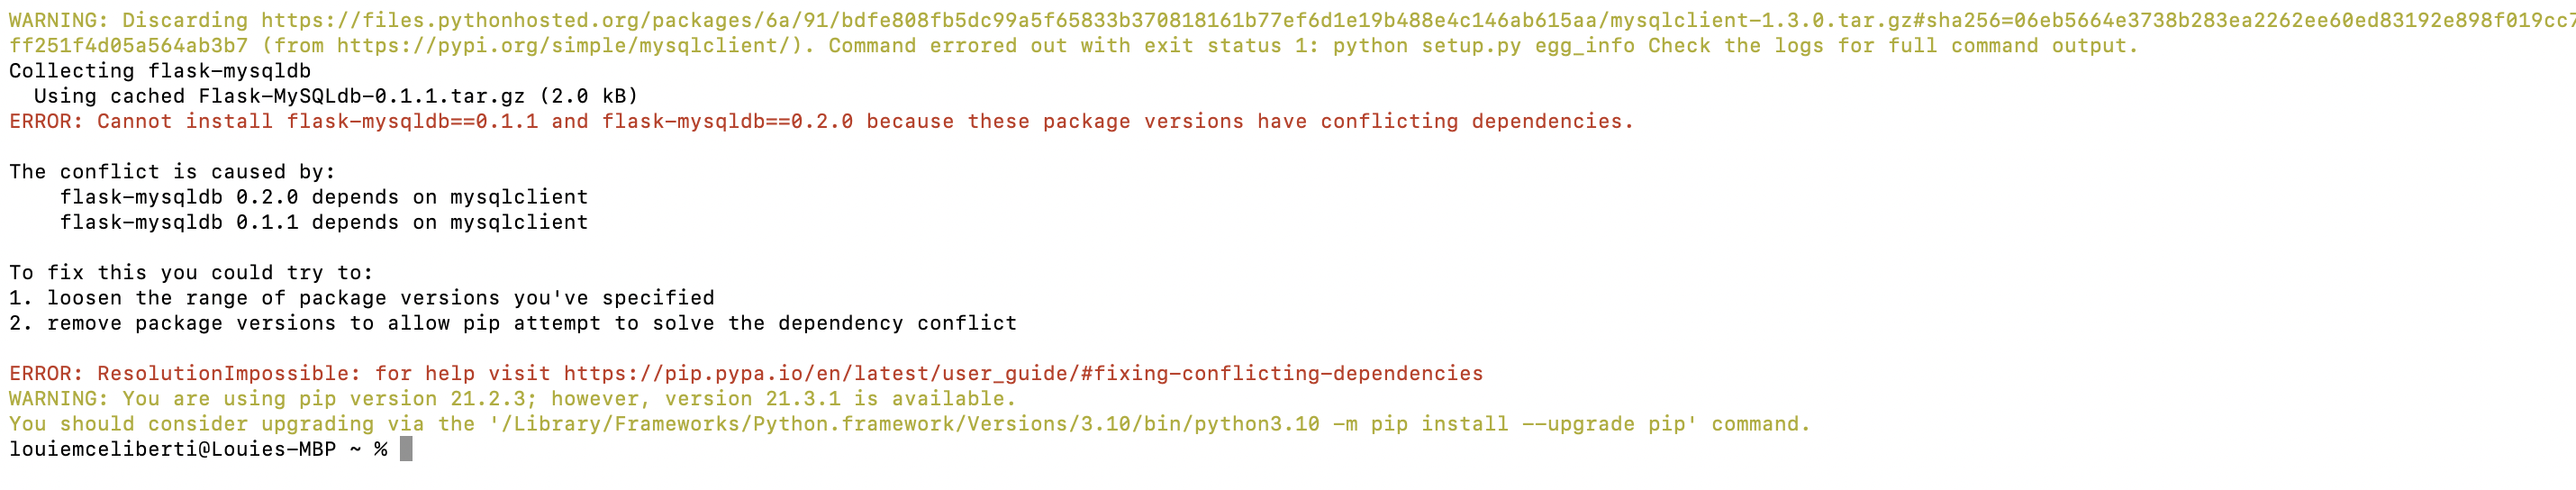 WARNING: Discarding https://files.pythonhosted.org/packages/6a/91/bdfe808fb5dc99a5f65833b370818161b77ef6d1e19b488e4c146ab615aa/mysqlclient-1.3.0.tar.gz#sha256=06eb5664e3738b283ea2262ee60ed83192e898f019cc7
ff251f4d05a564ab3b7 (from https://pypi.org/simple/mysqlclient/). Command errored out with exit status 1: python setup.py egg_info Check the logs for full command output.
Collecting flask-mysqldb
  Using cached Flask-MySQLdb-0.1.1.tar.gz (2.0 kB)
ERROR: Cannot install flask-mysqldb==0.1.1 and flask-mysqldb==0.2.0 because these package versions have conflicting dependencies.

The conflict is caused by:
    flask-mysqldb 0.2.0 depends on mysqlclient
    flask-mysqldb 0.1.1 depends on mysqlclient

To fix this you could try to:
1. loosen the range of package versions you've specified
2. remove package versions to allow pip attempt to solve the dependency conflict

ERROR: ResolutionImpossible: for help visit https://pip.pypa.io/en/latest/user_guide/#fixing-conflicting-dependencies
WARNING: You are using pip version 21.2.3; however, version 21.3.1 is available.
You should consider upgrading via the '/Library/Frameworks/Python.framework/Versions/3.10/bin/python3.10 -m pip install --upgrade pip' command.
louiemceliberti@Louies-MBP ~ %